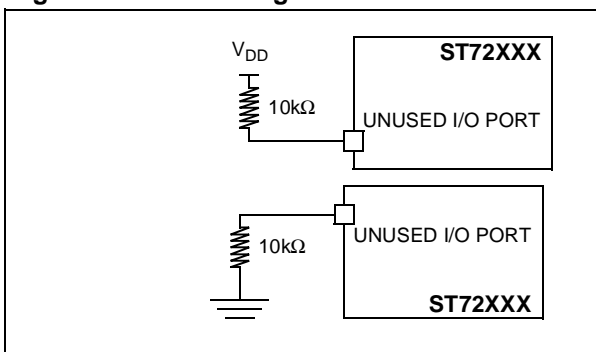 V_DD
ST72XXX
10kΩ
UNUSED I/O PORT
UNUSED I/O PORT
10kΩ
ST72XXX